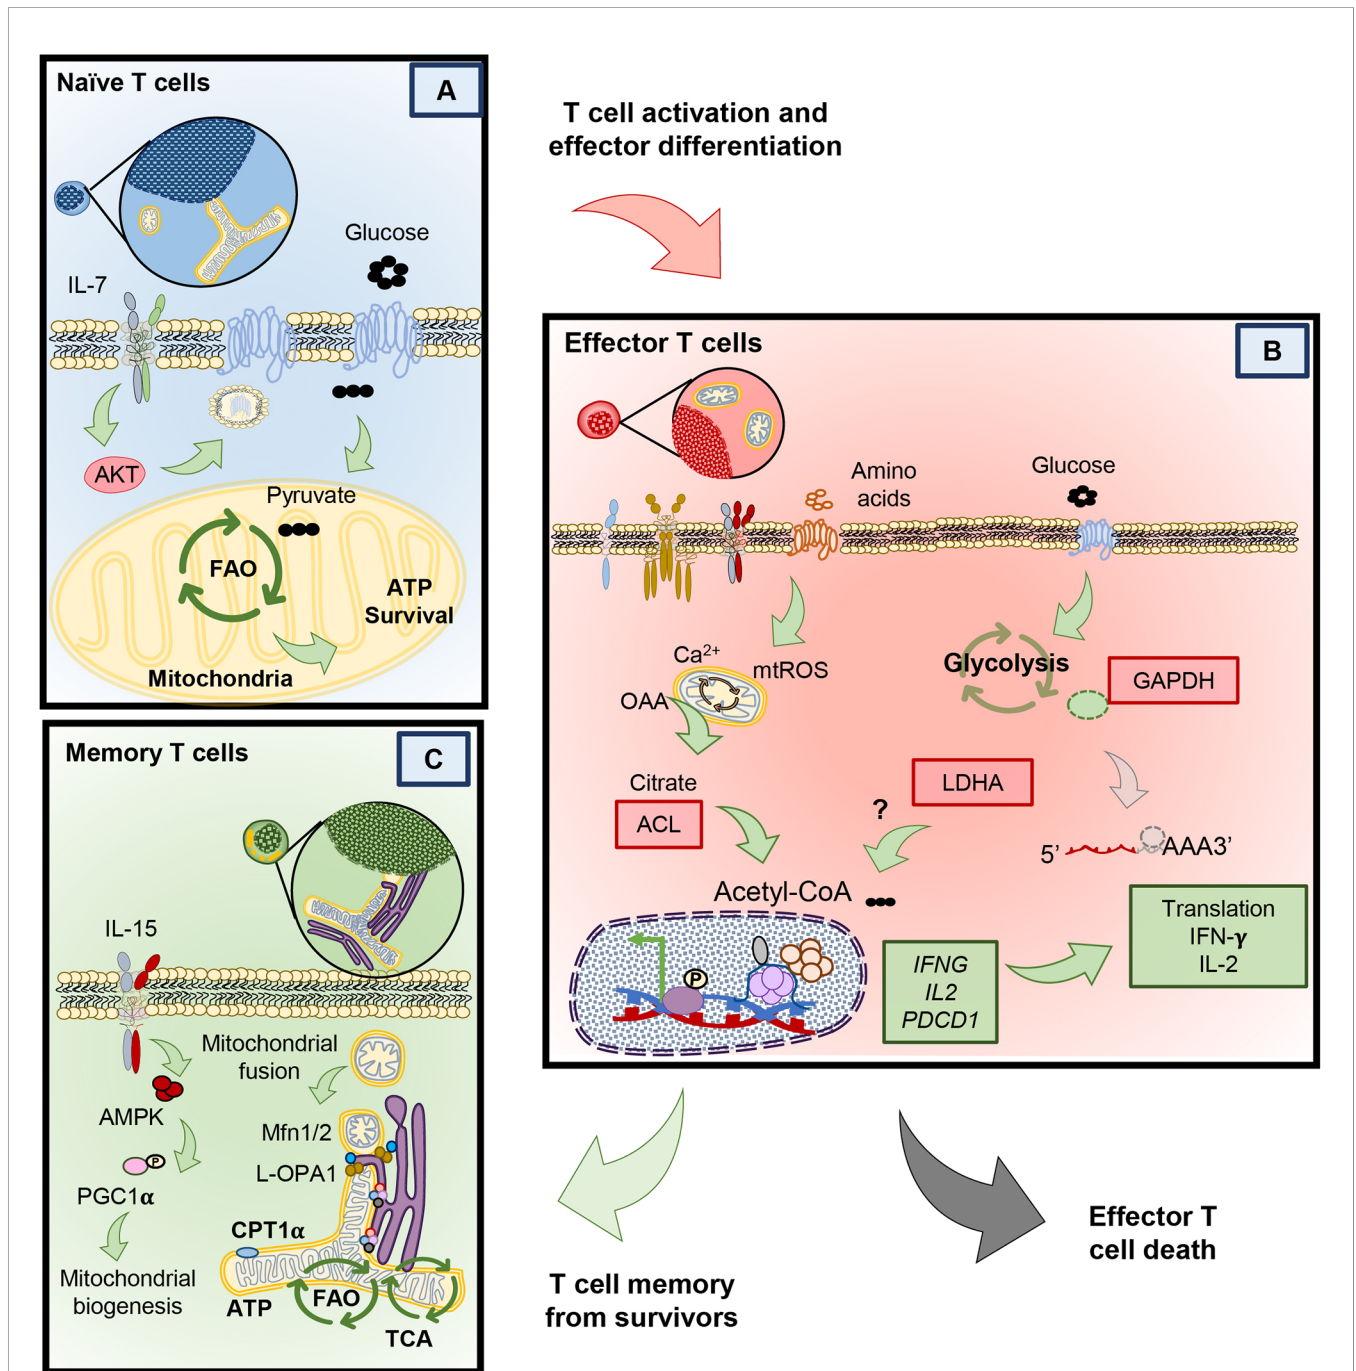 Naïve T cells
A
IL-7
Glucose
AKT
Pyruvate
FAO
ATP
Survival
Mitochondria
T cell activation and
effector differentiation
Effector T cells
B
Amino
acids
Glucose
Ca²⁺
mtROS
OAA
Glycolysis
GAPDH
Citrate
ACL
LDHA
?
5’
AAA3’
Acetyl-CoA
P
IFNG
IL2
PDCD1
Translation
IFN-γ
IL-2
Memory T cells
C
IL-15
Mitochondrial
fusion
AMPK
P
PGC1α
Mitochondrial
biogenesis
Mfn1/2
L-OPA1
CPT1α
ATP
FAO
TCA
T cell memory
from survivors
Effector T
cell death